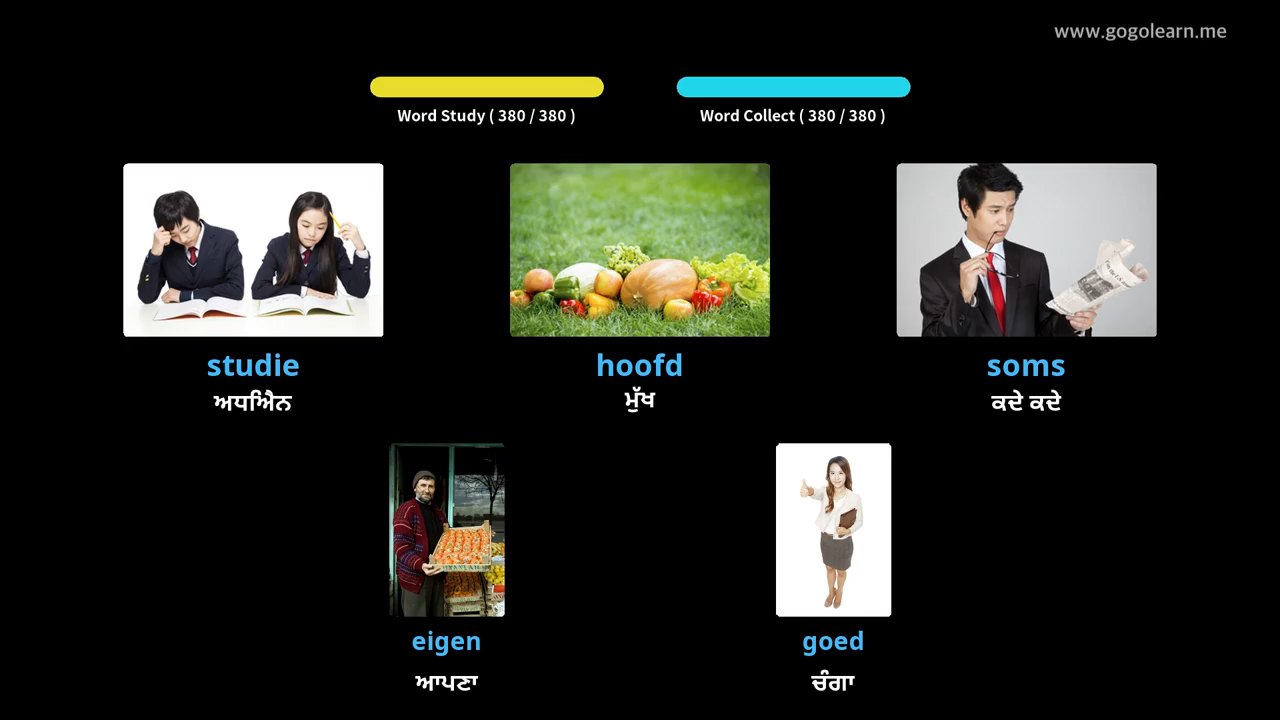 www.gogolearn.me
Word Study ( 380 / 380 )
Word Collect ( 380 / 380 )
studie
hoofd
soms
ਅਧਿਐਨ
ਮੁੱਖ
ਕਦੇ ਕਦੇ
eigen
goed
ਆਪਣਾ
ਚੰਗਾ